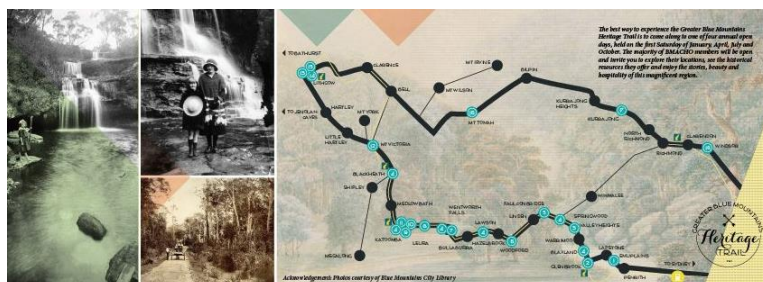 The best way to experience the Greater Blue Mountains
Heritage Trail is to come along to one of four annual open
days, held on the first Saturday of January, April, July and
October. The majority of BMACHO members will be open
and invite you to explore their locations, see the historical
resources they offer and enjoy the stories, beauty and
hospitality of this magnificent region.
TO BATHURST
LITHGOW
CLARENCE
BELL
MT IRVINE
MT WILSON
BILPIN
MT TOMAH
KURRAJONG
HEIGHTS
KURRAJONG
NORTH
RICHMOND
RICHMOND
CLARENDON
WINDSOR
TO JENOLAN
CAVES
HARTLEY
MT YORK
LITTLE
HARTLEY
MT VICTORIA
BLACKHEATH
SHIPLEY
MEDLOW BATH
KATOOMBA
MEGALONG
LEURA
WENTWORTH
FALLS
BULLABURRA
LAWSON
HAZELBROOK
WOODFORD
LINDEN
FAULCONBRIDGE
SPRINGWOOD
VALLEY HEIGHTS
WARRIMOO
BLAXLAND
GLENBROOK
LAPSTONE
EMU PLAINS
PENRITH
TO SYDNEY
GREATER BLUE MOUNTAINS
Heritage
TRAIL
Acknowledgement: Photos courtesy of Blue Mountains City Library